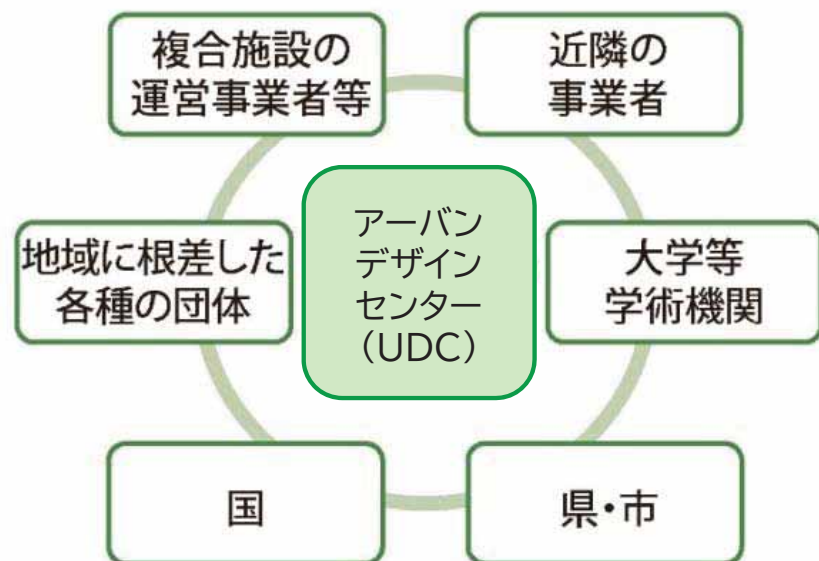 複合施設の
運営事業者等
近隣の
事業者
地域に根差した
各種の団体
アーバン
デザイン
センター
（UDC）
大学等
学術機関
国
県・市